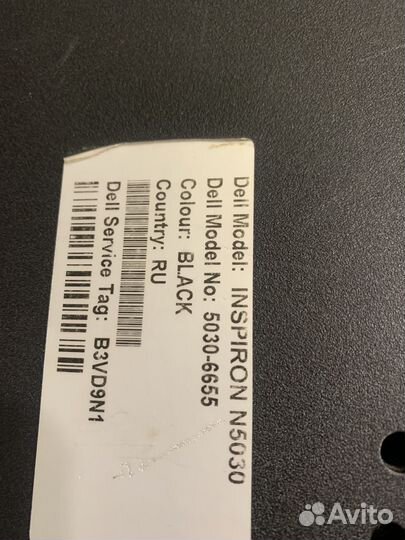 Dell Model: INSPIRON N5030
Dell Model No: 5030-6655
Colour: BLACK
Country: RU
Dell Service Tag: B3VD9N1
Avito